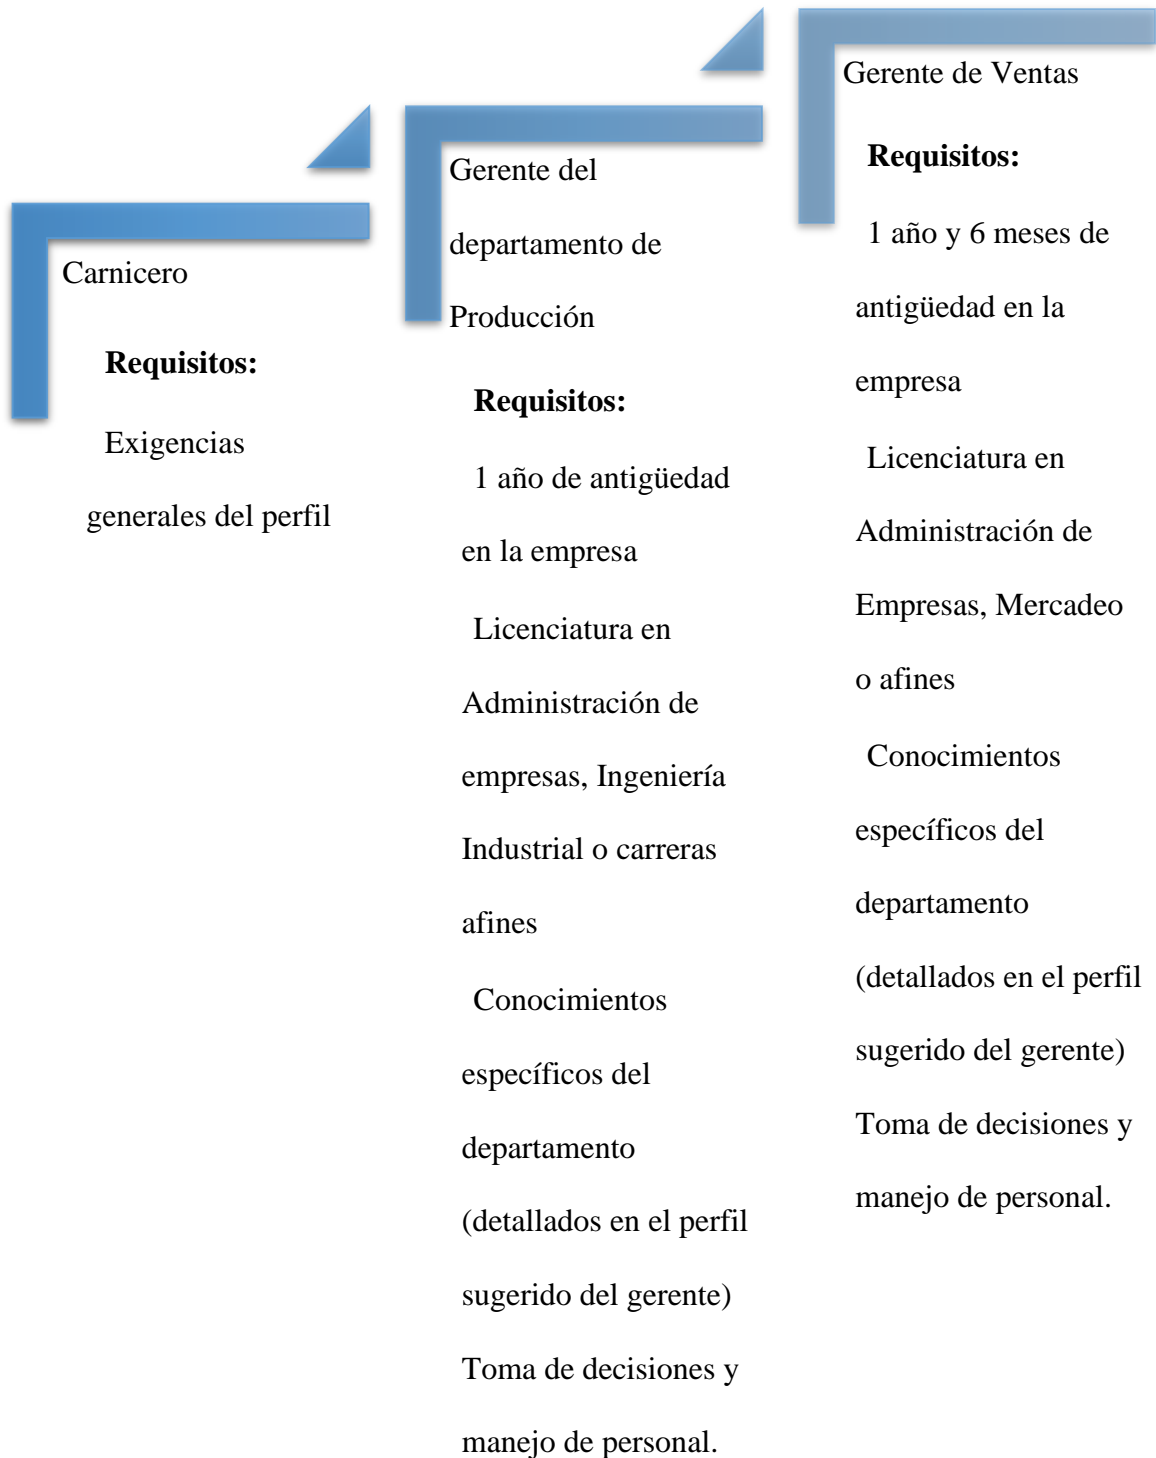 Carnicero
Requisitos:
Exigencias
generales del perfil
Gerente del
departamento de
Producción
Requisitos:
1 año de antigüedad
en la empresa
Licenciatura en
Administración de
empresas, Ingeniería
Industrial o carreras
afines
Conocimientos
específicos del
departamento
(detallados en el perfil
sugerido del gerente)
Toma de decisiones y
manejo de personal.
Gerente de Ventas
Requisitos:
1 año y 6 meses de
antigüedad en la
empresa
Licenciatura en
Administración de
Empresas, Mercadeo
o afines
Conocimientos
específicos del
departamento
(detallados en el perfil
sugerido del gerente)
Toma de decisiones y
manejo de personal.